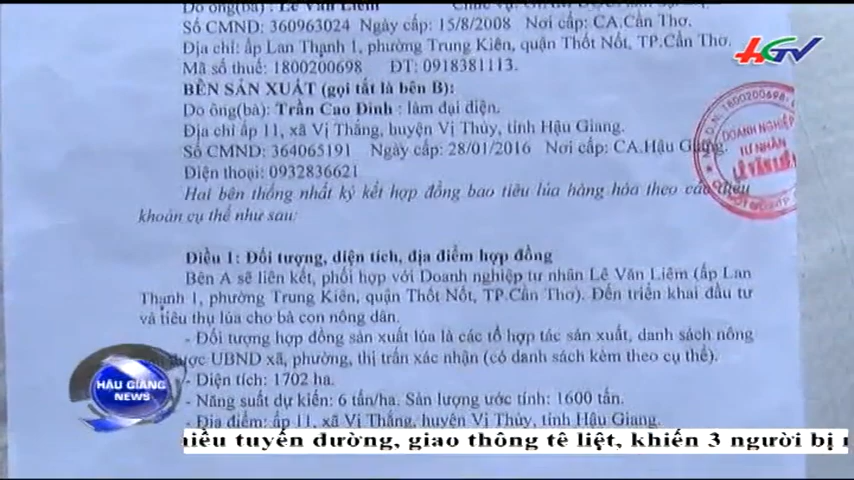 Do ông(bà) : Lê Văn Liêm
Số CMND: 360963024 Ngày cấp: 15/8/2008 Nơi cấp: CA.Cần Thơ.
Địa chỉ: ấp Lan Thạnh 1, phường Trung Kiên, quận Thốt Nốt, TP.Cần Thơ.
Mã số thuế: 1800200698 ĐT: 0918381113.
HGTV
BÊN SẢN XUẤT (gọi tắt là bên B):
Do ông(bà): Trần Cao Đỉnh : làm đại diện.
Địa chỉ ấp 11, xã Vị Thắng, huyện Vị Thủy, tỉnh Hậu Giang.
Số CMND: 364065191 Ngày cấp: 28/01/2016 Nơi cấp: CA.Hậu Giang.
Điện thoại: 0932836621
1800200698
DOANH NGHIỆP
TƯ NHÂN
LÊ VĂN LIÊM
Hai bên thống nhất ký kết hợp đồng bao tiêu lúa hàng hóa theo các điều
khoản cụ thể như sau:
Điều 1: Đối tượng, diện tích, địa điểm hợp đồng
Bên A sẽ liên kết, phối hợp với Doanh nghiệp tư nhân Lê Văn Liêm (ấp Lan
Thạnh 1, phường Trung Kiên, quận Thốt Nốt, TP.Cần Thơ). Đến triển khai đầu tư
và tiêu thụ lúa cho bà con nông dân.
- Đối tượng hợp đồng sản xuất lúa là các tổ hợp tác sản xuất, danh sách nông
được UBND xã, phường, thị trấn xác nhận (có danh sách kèm theo cụ thể).
- Diện tích: 1702 ha.
- Năng suất dự kiến: 6 tấn/ha. Sản lượng ước tính: 1600 tấn.
- Địa điểm: ấp 11, xã Vị Thắng, huyện Vị Thủy, tỉnh Hậu Giang.
HẬU GIANG
NEWS
nhiều tuyến đường, giao thông tê liệt, khiến 3 người bị